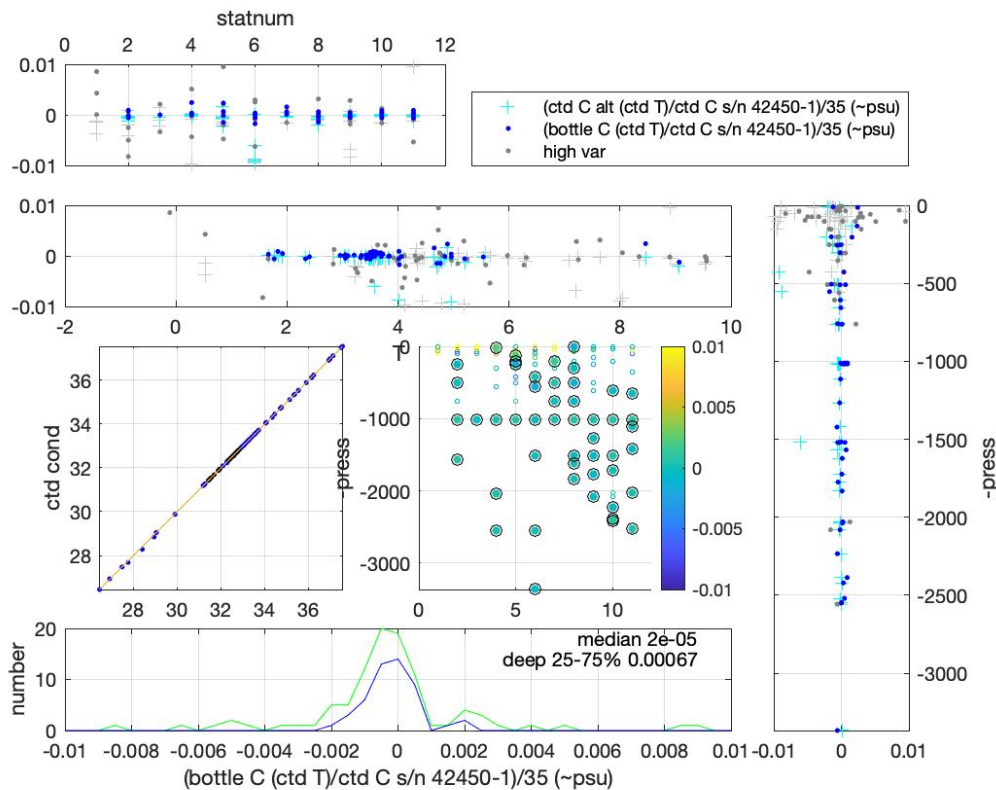 statnum
0 2 4 6 8 10 12
0.01
0
-0.01
(ctd C alt (ctd T)/ctd C s/n 42450-1)/35 (~psu)
(bottle C (ctd T)/ctd C s/n 42450-1)/35 (~psu)
high var
0.01
0
-0.01
-2 0 2 4 6 8 10
T
0
-500
-1000
-1500
-2000
-2500
-3000
-press
-0.01 0 0.01
36
34
32
30
28
ctd cond
28 30 32 34 36
0
-1000
-2000
-3000
-press
0 5 10
0.01
0.005
0
-0.005
-0.01
20
10
0
number
median 2e-05
deep 25-75% 0.00067
-0.01 -0.008 -0.006 -0.004 -0.002 0 0.002 0.004 0.006 0.008 0.01
(bottle C (ctd T)/ctd C s/n 42450-1)/35 (~psu)